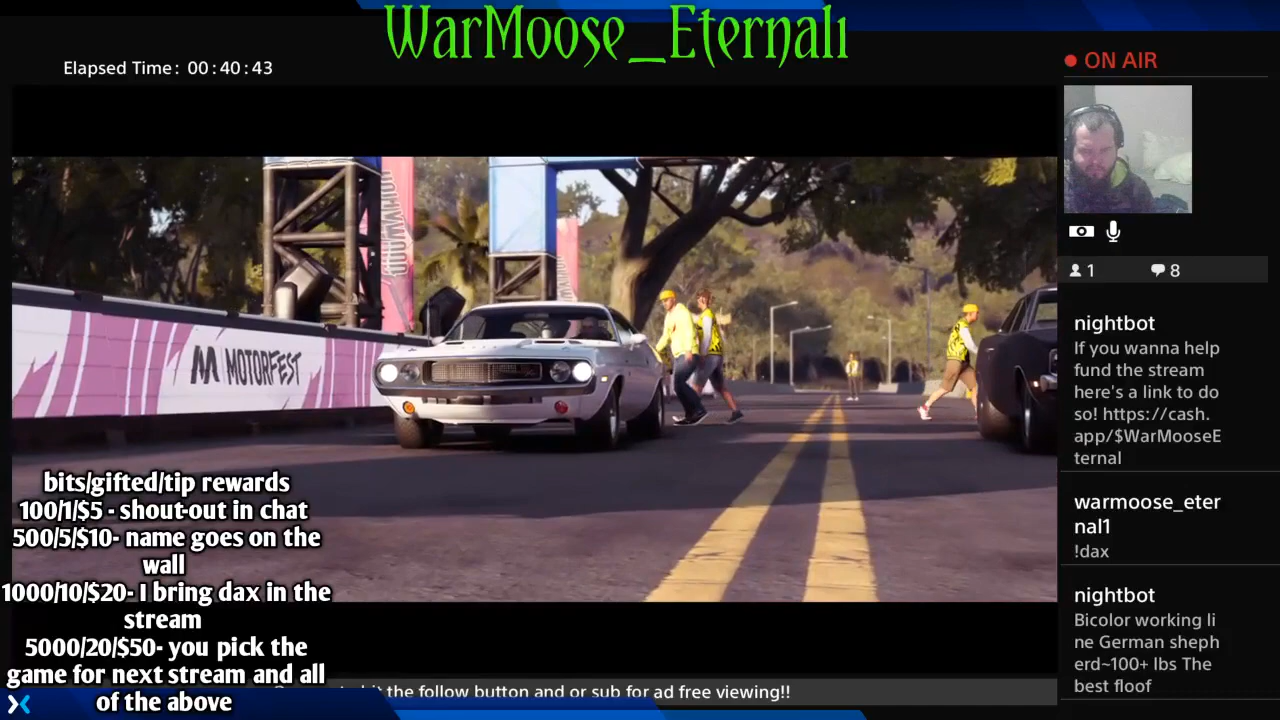 WarMoose_Eternal1
Elapsed Time: 00:40:43
ON AIR
MOTORFEST
1
8
nightbot
If you wanna help
fund the stream
here's a link to do
so! https://cash.
app/$WarMooseE
ternal
warmoose_eter
nal1
!dax
nightbot
Bicolor working li
ne German sheph
erd~100+ lbs The
best floof
bits/gifted/tip rewards
100/1/$5 - shout-out in chat
500/5/$10- name goes on the
wall
1000/10/$20- I bring dax in the
stream
5000/20/$50- you pick the
game for next stream and all
of the above
the follow button and or sub for ad free viewing!!